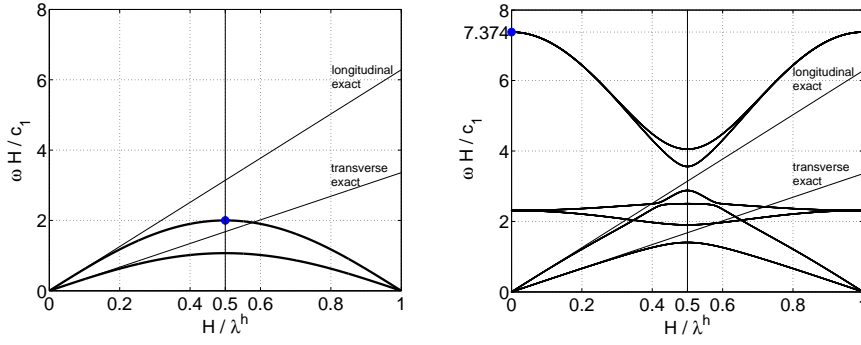 8
6
4
2
0
ω H / c₁
longitudinal
exact
transverse
exact
0
0.2
0.4
0.5
0.6
0.8
1
H / λʰ
8
7.374
6
4
2
0
ω H / c₁
longitudinal
exact
transverse
exact
0
0.2
0.4
0.5
0.6
0.8
1
H / λʰ